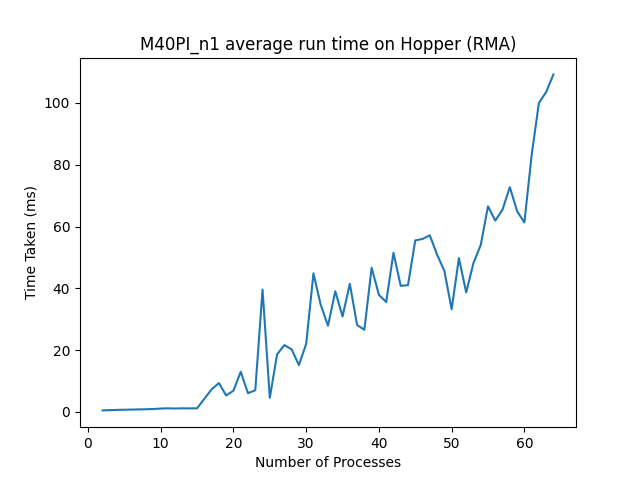 M40PI_n1 average run time on Hopper (RMA)
100
80
60
40
20
0
Time Taken (ms)
0 10 20 30 40 50 60
Number of Processes